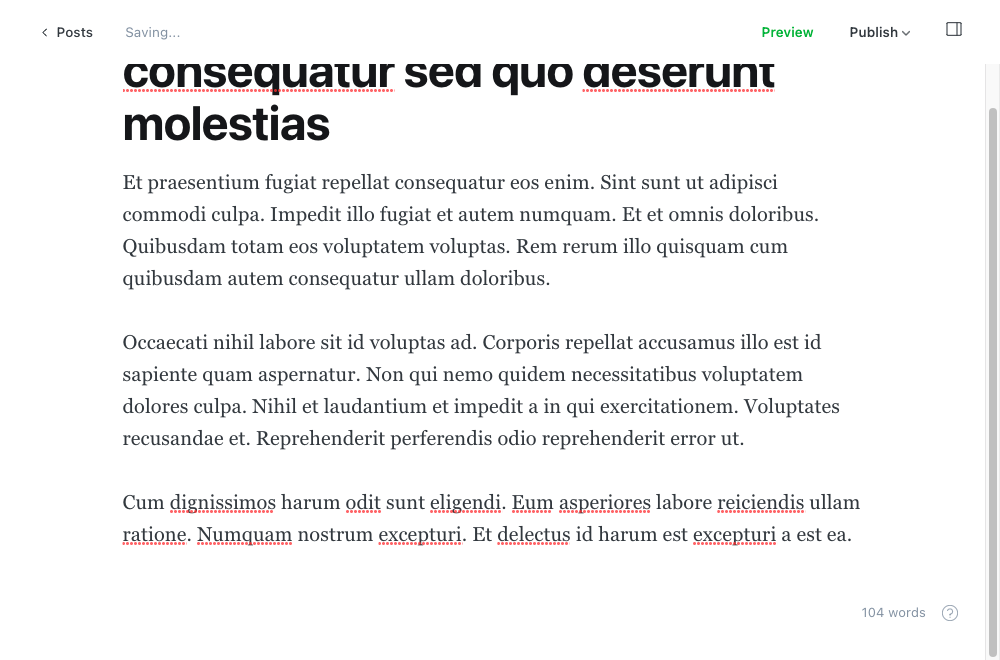 Posts
Saving...
Preview
Publish
consequatur sed quo deserunt
molestias
Et praesentium fugiat repellat consequatur eos enim. Sint sunt ut adipisci
commodi culpa. Impedit illo fugiat et autem numquam. Et et omnis doloribus.
Quibusdam totam eos voluptatem voluptas. Rem rerum illo quisquam cum
quibusdam autem consequatur ullam doloribus.
Occaecati nihil labore sit id voluptas ad. Corporis repellat accusamus illo est id
sapiente quam aspernatur. Non qui nemo quidem necessitatibus voluptatem
dolores culpa. Nihil et laudantium et impedit a in qui exercitationem. Voluptates
recusandae et. Reprehenderit perferendis odio reprehenderit error ut.
Cum dignissimos harum odit sunt eligendi. Eum asperiores labore reiciendis ullam
ratione. Numquam nostrum excepturi. Et delectus id harum est excepturi a est ea.
104 words